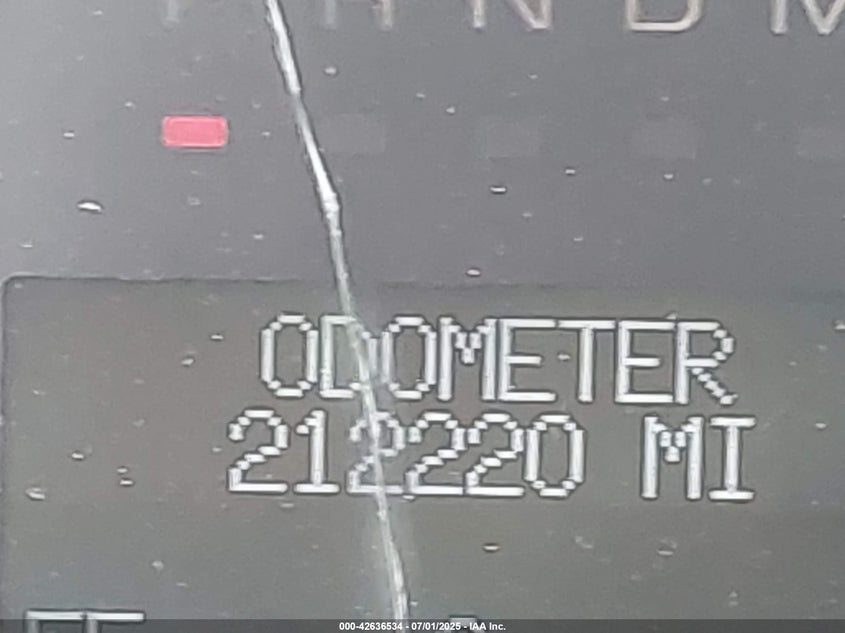 R N D M
ODOMETER
212220 MI
000-42636534 - 07/01/2025 - IAA Inc.